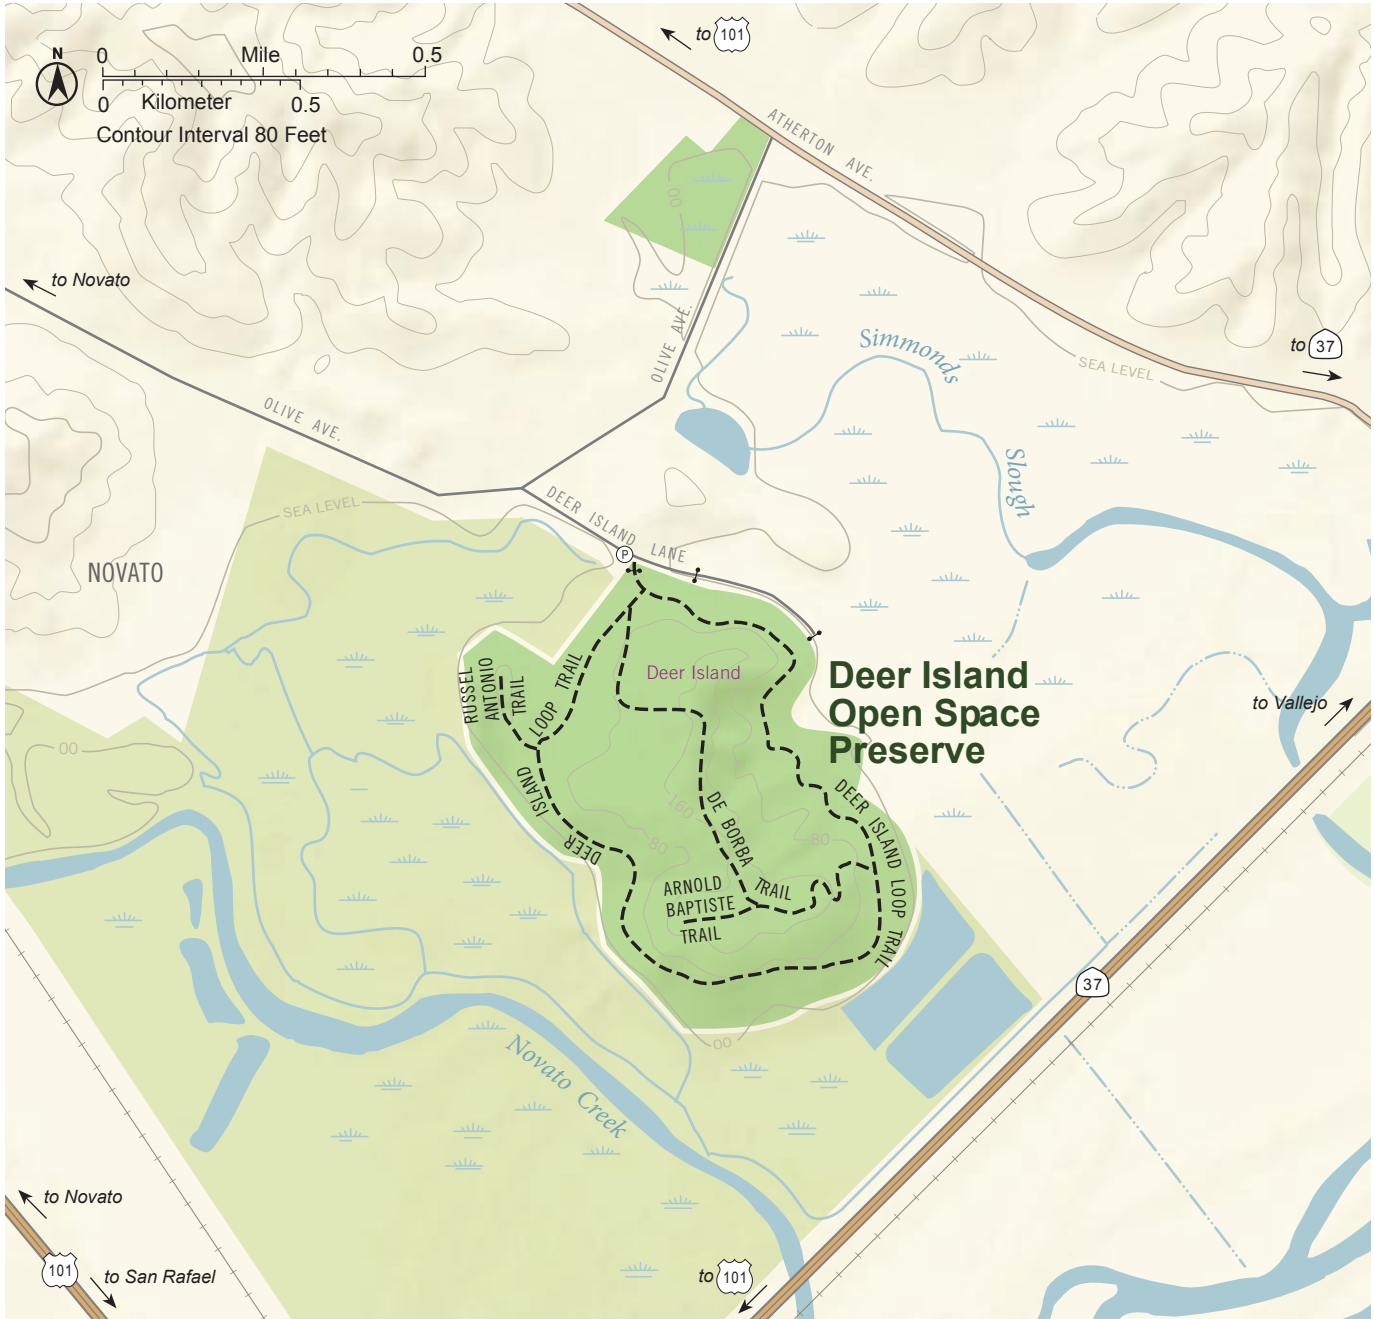 N
0 Mile 0.5
0 Kilometer 0.5
Contour Interval 80 Feet
to 101
ATHERTON AVE.
00
to Novato
OLIVE AVE.
Simmonds
Slough
to 37
SEA LEVEL
OLIVE AVE.
SEA LEVEL
DEER ISLAND LANE
P
NOVATO
Deer Island
RUSSEL
ANTONIO
TRAIL
DEER ISLAND LOOP TRAIL
Deer Island
Open Space
Preserve
to Vallejo
00
160
80
80
DE BORBA TRAIL
DEER ISLAND LOOP TRAIL
ARNOLD
BAPTISTE
TRAIL
37
00
Novato Creek
to Novato
101
to San Rafael
to 101